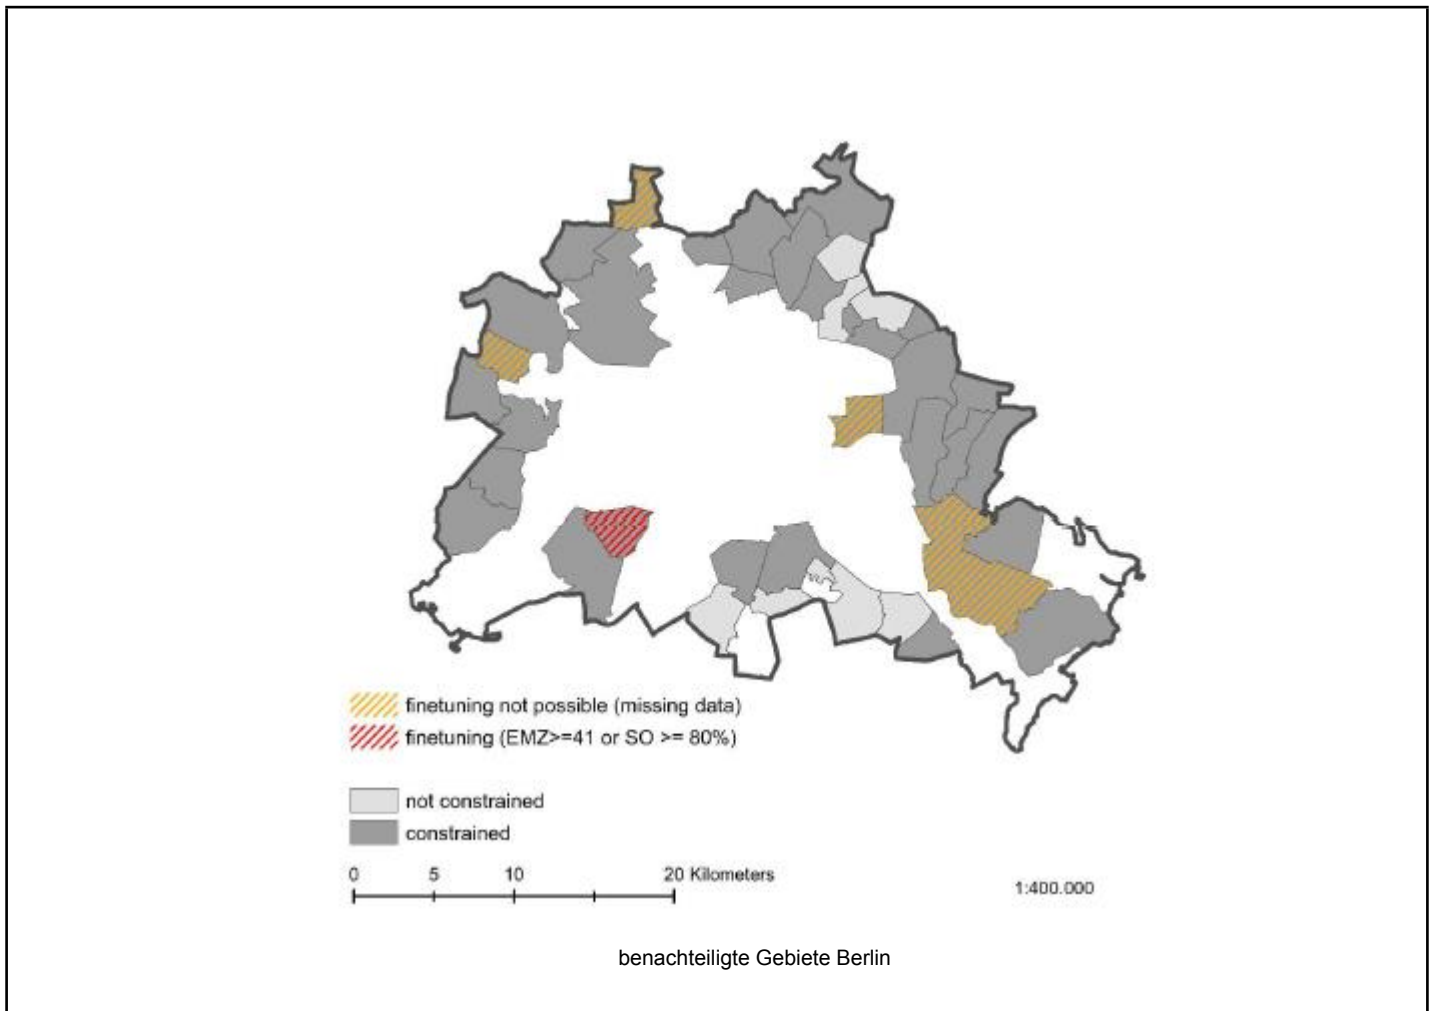 finetuning not possible (missing data)
finetuning (EMZ>=41 or SO >= 80%)
not constrained
constrained
0 5 10 20 Kilometers
1:400.000
benachteiligte Gebiete Berlin